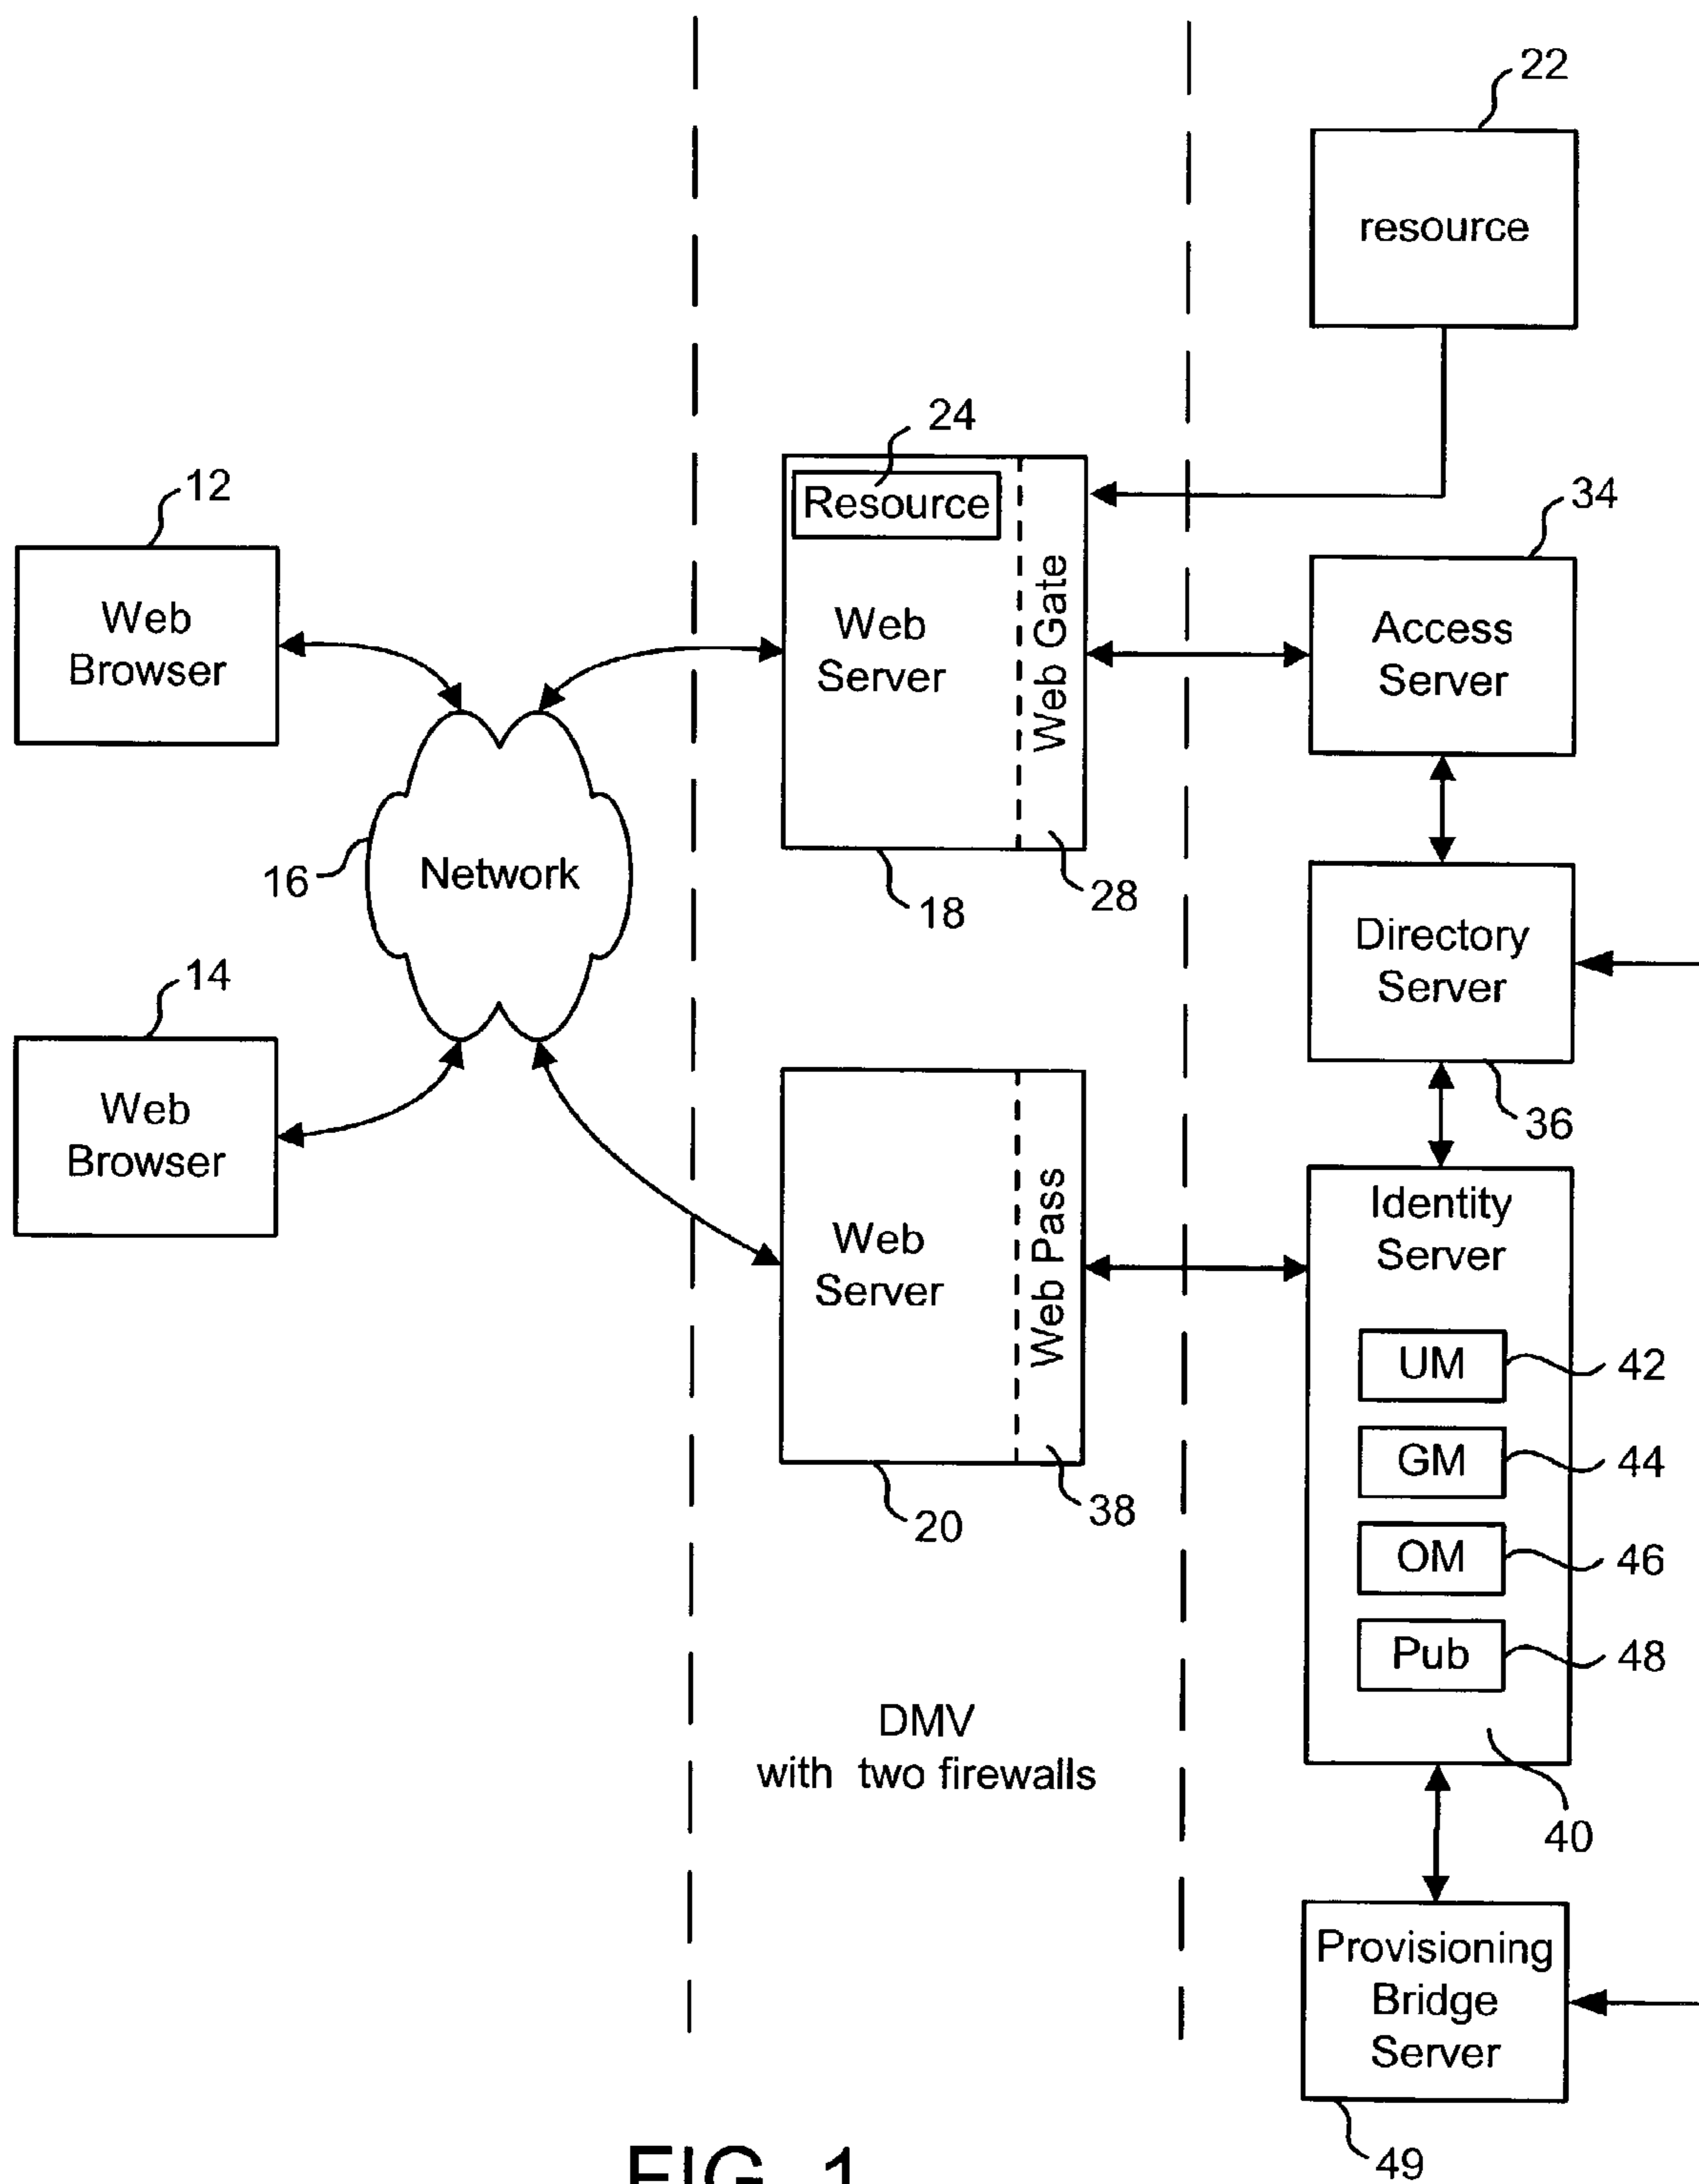 22
resource
24
Resource
Web
Server
Web Gate
18
28
12
Web
Browser
34
Access
Server
16
Network
Directory
Server
36
14
Web
Browser
Web
Server
Web Pass
20
38
Identity
Server
UM
42
GM
44
OM
46
Pub
48
40
DMV
with two firewalls
Provisioning
Bridge
Server
49
FIG. 1